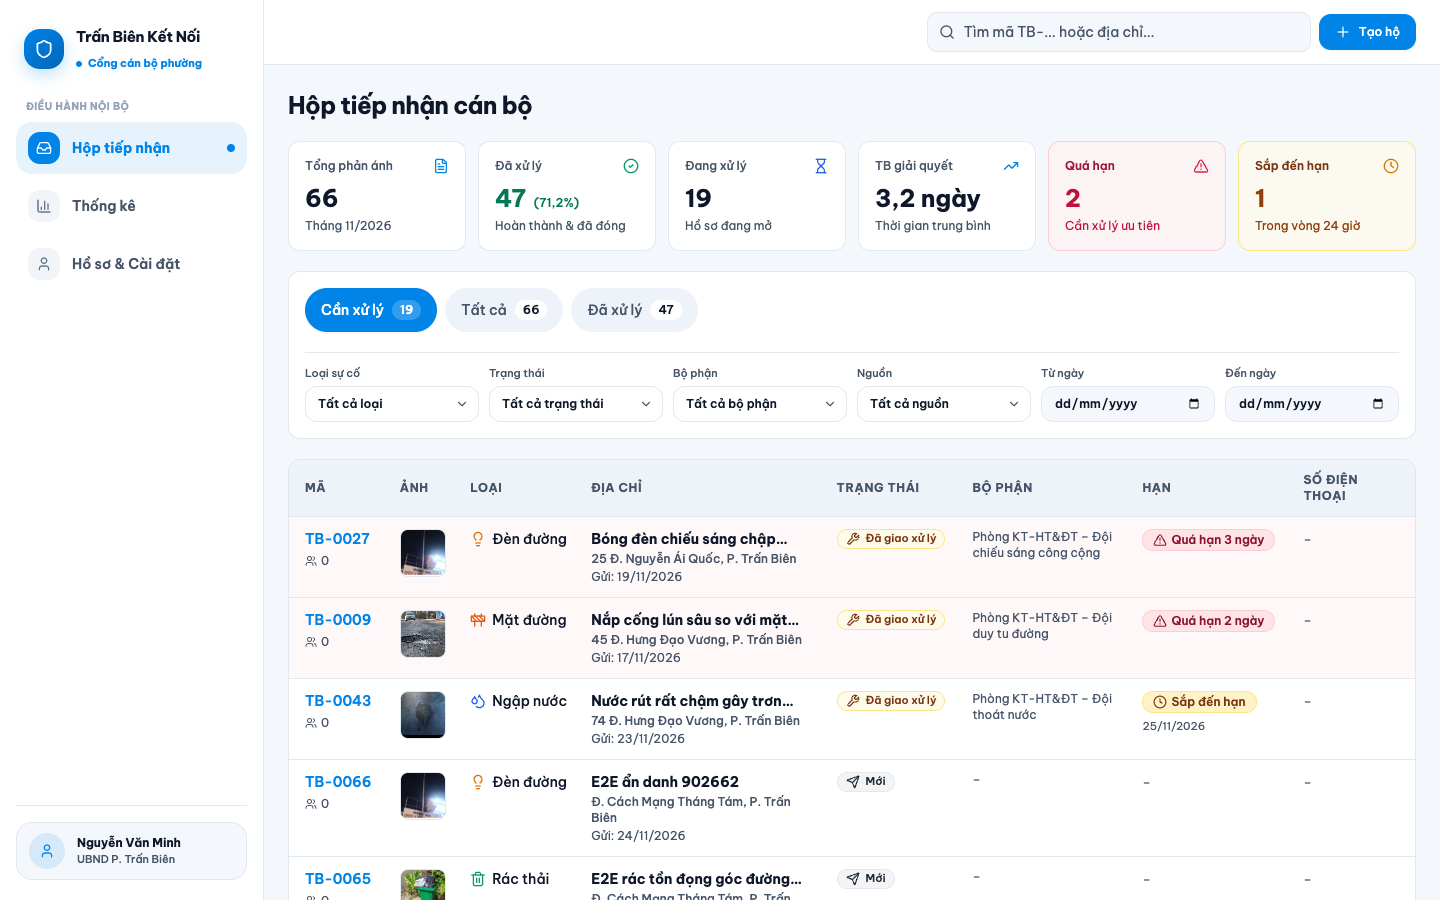 Trấn Biên Kết Nối
Cổng cán bộ phường
Tìm mã TB-... hoặc địa chỉ...
Tạo hộ
ĐIỀU HÀNH NỘI BỘ
Hộp tiếp nhận
Thống kê
Hồ sơ & Cài đặt
Nguyễn Văn Minh
UBND P. Trấn Biên
Hộp tiếp nhận cán bộ
Tổng phản ánh
66
Tháng 11/2026
Đã xử lý
47 (71,2%)
Hoàn thành & đã đóng
Đang xử lý
19
Hồ sơ đang mở
TB giải quyết
3,2 ngày
Thời gian trung bình
Quá hạn
2
Cần xử lý ưu tiên
Sắp đến hạn
1
Trong vòng 24 giờ
Cần xử lý 19
Tất cả 66
Đã xử lý 47
Loại sự cố
Tất cả loại
Trạng thái
Tất cả trạng thái
Bộ phận
Tất cả bộ phận
Nguồn
Tất cả nguồn
Từ ngày
dd/mm/yyyy
Đến ngày
dd/mm/yyyy
MÃ
ẢNH
LOẠI
ĐỊA CHỈ
TRẠNG THÁI
BỘ PHẬN
HẠN
SỐ ĐIỆN
THOẠI
TB-0027
0
Đèn đường
Bóng đèn chiếu sáng chập...
25 Đ. Nguyễn Ái Quốc, P. Trấn Biên
Gửi: 19/11/2026
Đã giao xử lý
Phòng KT-HT&ĐT – Đội
chiếu sáng công cộng
Quá hạn 3 ngày
–
TB-0009
0
Mặt đường
Nắp cống lún sâu so với mặt...
45 Đ. Hưng Đạo Vương, P. Trấn Biên
Gửi: 17/11/2026
Đã giao xử lý
Phòng KT-HT&ĐT – Đội
duy tu đường
Quá hạn 2 ngày
–
TB-0043
0
Ngập nước
Nước rút rất chậm gây trơn...
74 Đ. Hưng Đạo Vương, P. Trấn Biên
Gửi: 23/11/2026
Đã giao xử lý
Phòng KT-HT&ĐT – Đội
thoát nước
Sắp đến hạn
25/11/2026
–
TB-0066
0
Đèn đường
E2E ẩn danh 902662
Đ. Cách Mạng Tháng Tám, P. Trấn
Biên
Gửi: 24/11/2026
Mới
–
–
–
TB-0065
0
Rác thải
E2E rác tồn đọng góc đường...
Đ. Cách Mạng Tháng Tám, P. Trấn
Mới
–
–
–